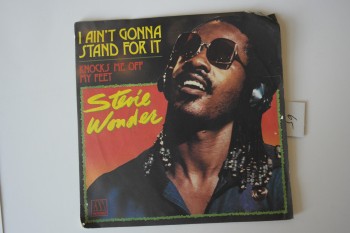 I AIN'T GONNA
STAND FOR IT
KNOCKS ME OFF
MY FEET
Stevie
Wonder